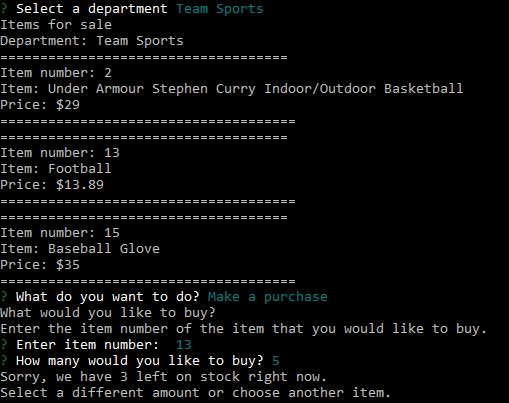 ? Select a department Team Sports
Items for sale
Department: Team Sports
====================================
Item number: 2
Item: Under Armour Stephen Curry Indoor/Outdoor Basketball
Price: $29
=====================================
====================================
Item number: 13
Item: Football
Price: $13.89
=====================================
====================================
Item number: 15
Item: Baseball Glove
Price: $35
=====================================
? What do you want to do? Make a purchase
What would you like to buy?
Enter the item number of the item that you would like to buy.
? Enter item number:  13
? How many would you like to buy? 5
Sorry, we have 3 left on stock right now.
Select a different amount or choose another item.